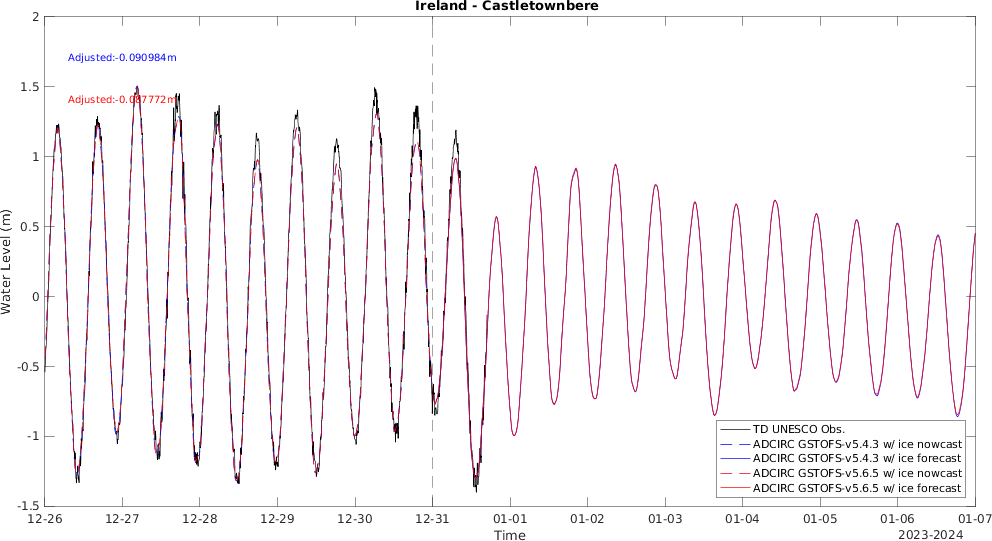 Ireland - Castletownbere
Adjusted:-0.090984m
Adjusted:-0.087772m
Water Level (m)
2
1.5
1
0.5
0
-0.5
-1
-1.5
TD UNESCO Obs.
ADCIRC GSTOFS-v5.4.3 w/ ice nowcast
ADCIRC GSTOFS-v5.4.3 w/ ice forecast
ADCIRC GSTOFS-v5.6.5 w/ ice nowcast
ADCIRC GSTOFS-v5.6.5 w/ ice forecast
12-26 12-27 12-28 12-29 12-30 12-31 01-01 01-02 01-03 01-04 01-05 01-06 01-07
Time
2023-2024